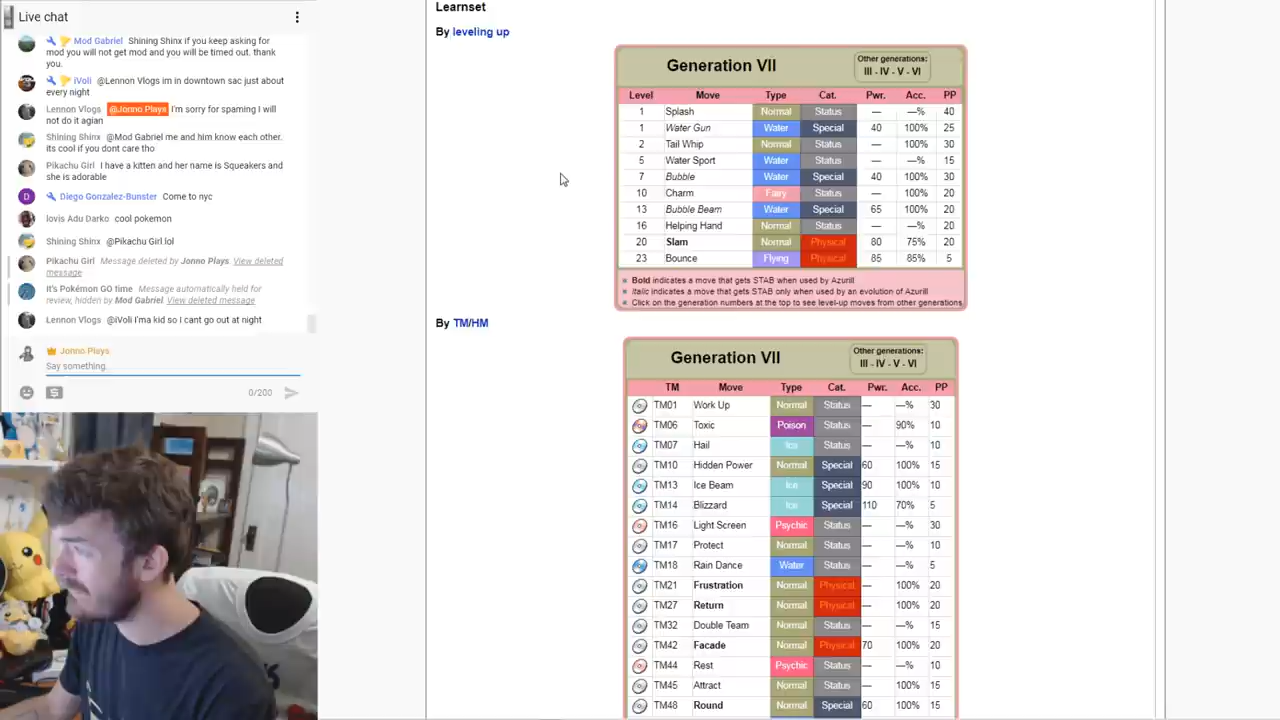 Live chat
Mod Gabriel Shining Shinx if you keep asking for
mod you will not get mod and you will be timed out. thank
you.
iVoli @Lennon Vlogs im in downtown sac just about
every night
Lennon Vlogs @Jonno Plays I'm sorry for spaming I will
not do it agian
Shining Shinx @Mod Gabriel me and him know each other.
its cool if you dont care tho
Pikachu Girl I have a kitten and her name is Squeakers and
she is adorable
D Diego Gonzalez-Bunster Come to nyc
lovis Adu Darko cool pokemon
Shining Shinx @Pikachu Girl lol
Pikachu Girl Message deleted by Jonno Plays. View deleted
message
It's Pokémon GO time Message automatically held for
review, hidden by Mod Gabriel. View deleted message
Lennon Vlogs @iVoli I'ma kid so I cant go out at night
Jonno Plays
Say something...
0/200
Learnset
By leveling up
Generation VII
Other generations:
III - IV - V - VI
Level Move Type Cat. Pwr. Acc. PP
1 Splash Normal Status — —% 40
1 Water Gun Water Special 40 100% 25
2 Tail Whip Normal Status — 100% 30
5 Water Sport Water Status — —% 15
7 Bubble Water Special 40 100% 30
10 Charm Fairy Status — 100% 20
13 Bubble Beam Water Special 65 100% 20
16 Helping Hand Normal Status — —% 20
20 Slam Normal Physical 80 75% 20
23 Bounce Flying Physical 85 85% 5
Bold indicates a move that gets STAB when used by Azurill
Italic indicates a move that gets STAB only when used by an evolution of Azurill
Click on the generation numbers at the top to see level-up moves from other generations
By TM/HM
Generation VII
Other generations:
III - IV - V - VI
TM Move Type Cat. Pwr. Acc. PP
TM01 Work Up Normal Status — —% 30
TM06 Toxic Poison Status — 90% 10
TM07 Hail Ice Status — —% 10
TM10 Hidden Power Normal Special 60 100% 15
TM13 Ice Beam Ice Special 90 100% 10
TM14 Blizzard Ice Special 110 70% 5
TM16 Light Screen Psychic Status — —% 30
TM17 Protect Normal Status — —% 10
TM18 Rain Dance Water Status — —% 5
TM21 Frustration Normal Physical — 100% 20
TM27 Return Normal Physical — 100% 20
TM32 Double Team Normal Status — —% 15
TM42 Facade Normal Physical 70 100% 20
TM44 Rest Psychic Status — —% 10
TM45 Attract Normal Status — 100% 15
TM48 Round Normal Special 60 100% 15